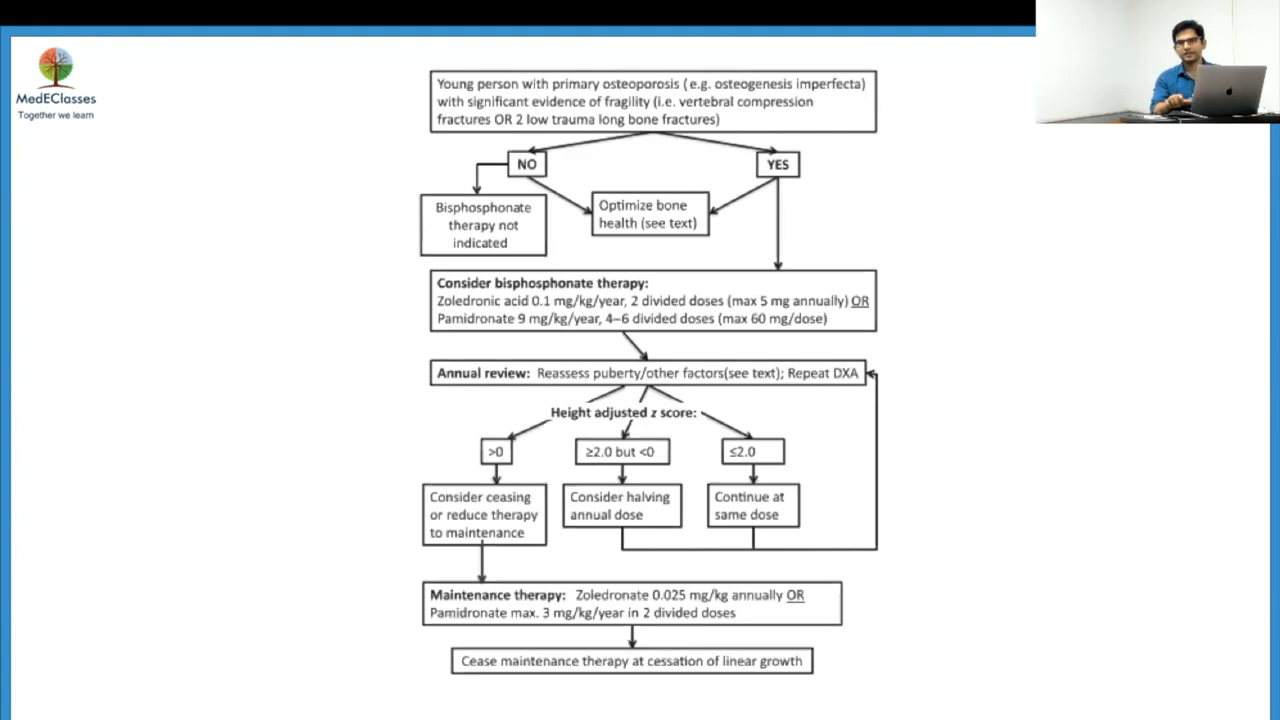 MedEClasses
Together we learn
Young person with primary osteoporosis (e.g. osteogenesis imperfecta)
with significant evidence of fragility (i.e. vertebral compression
fractures OR 2 low trauma long bone fractures)
NO
YES
Bisphosphonate
therapy not
indicated
Optimize bone
health (see text)
Consider bisphosphonate therapy:
Zoledronic acid 0.1 mg/kg/year, 2 divided doses (max 5 mg annually) OR
Pamidronate 9 mg/kg/year, 4–6 divided doses (max 60 mg/dose)
Annual review: Reassess puberty/other factors(see text); Repeat DXA
Height adjusted z score:
>0
≥2.0 but <0
≤2.0
Consider ceasing
or reduce therapy
to maintenance
Consider halving
annual dose
Continue at
same dose
Maintenance therapy: Zoledronate 0.025 mg/kg annually OR
Pamidronate max. 3 mg/kg/year in 2 divided doses
Cease maintenance therapy at cessation of linear growth